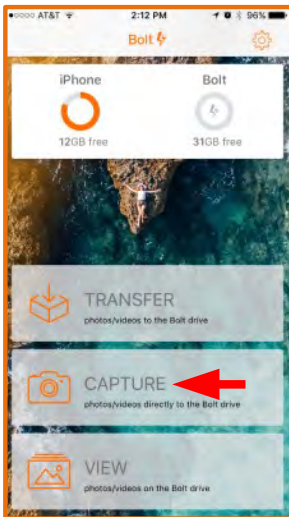 AT&T 2:12 PM 96%
Bolt
iPhone Bolt
12GB free 31GB free
TRANSFER
photos/videos to the Bolt drive
CAPTURE
photos/videos directly to the Bolt drive
VIEW
photos/videos on the Bolt drive